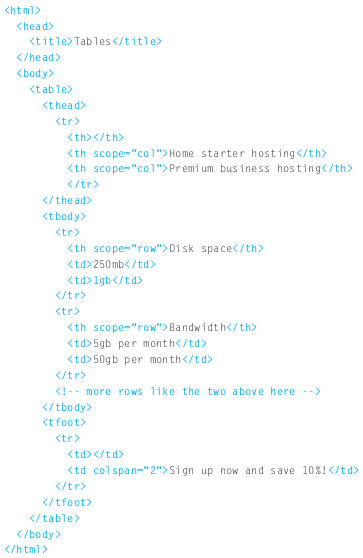 <html>
<head>
<title>Tables</title>
</head>
<body>
<table>
<thead>
<tr>
<th></th>
<th scope="col">Home starter hosting</th>
<th scope="col">Premium business hosting</th>
</tr>
</thead>
<tbody>
<tr>
<th scope="row">Disk space</th>
<td>250mb</td>
<td>1gb</td>
</tr>
<tr>
<th scope="row">Bandwidth</th>
<td>5gb per month</td>
<td>50gb per month</td>
</tr>
<!-- more rows like the two above here -->
</tbody>
<tfoot>
<tr>
<td></td>
<td colspan="2">Sign up now and save 10%!</td>
</tr>
</tfoot>
</table>
</body>
</html>